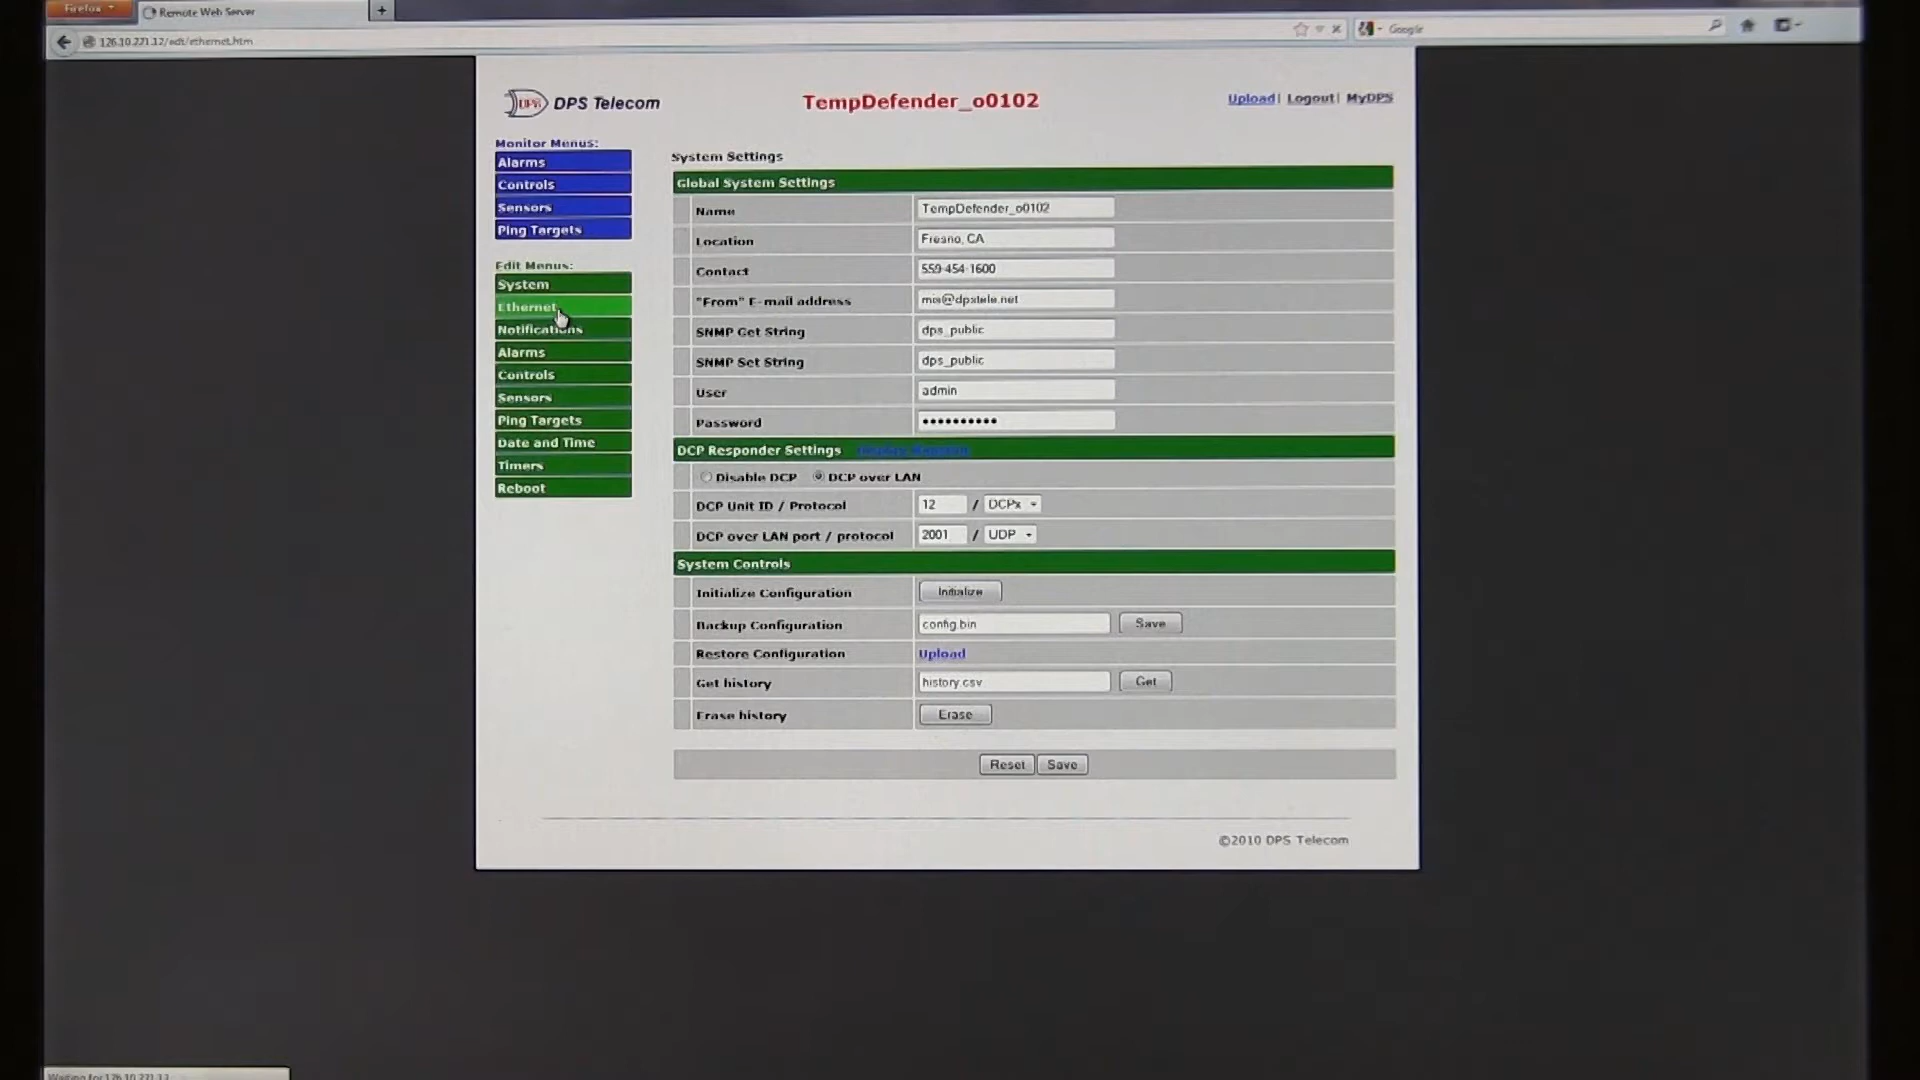 Firefox
Remote Web Server
+
Google
DPS DPS Telecom
TempDefender_o0102
Upload| Logout| MyDPS
Monitor Menus:
Alarms
Controls
Sensors
Ping Targets
Edit Menus:
System
Ethernet
Notifications
Alarms
Controls
Sensors
Ping Targets
Date and Time
Timers
Reboot
System Settings
Global System Settings
Name TempDefender_o0102
Location Fresno, CA
Contact 559-454-1600
"From" E-mail address
SNMP Get String dps_public
SNMP Set String dps_public
User admin
Password ••••••••••
DCP Responder Settings
Disable DCP DCP over LAN
DCP Unit ID / Protocol 12 / DCPx
DCP over LAN port / protocol 2001 / UDP
System Controls
Initialize Configuration Initialize
Backup Configuration config.bin Save
Restore Configuration Upload
Get history history.csv Get
Erase history Erase
Reset Save
©2010 DPS Telecom